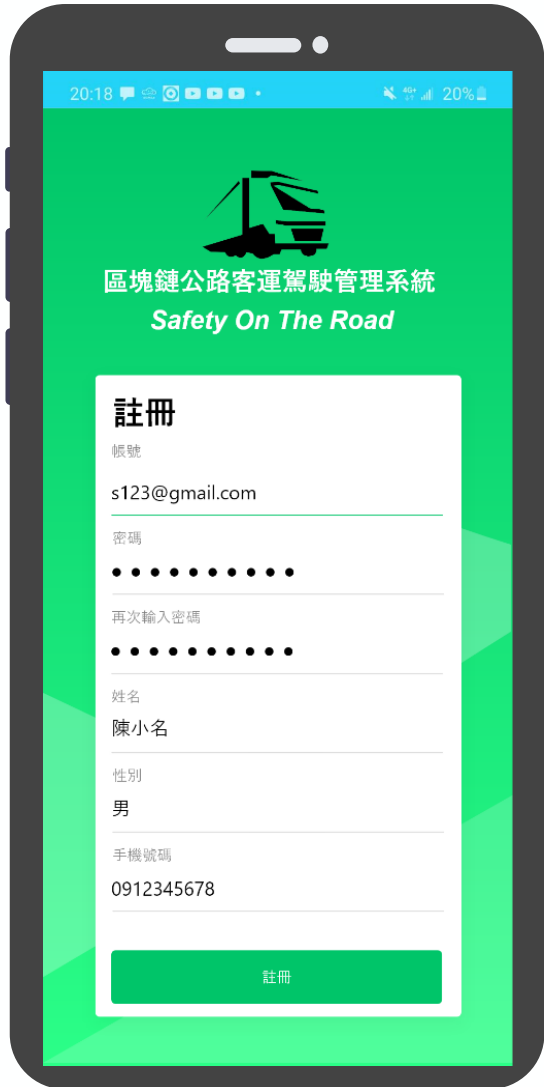 20:18 4G+ 20%
區塊鏈公路客運駕駛管理系統
Safety On The Road
註冊
帳號
s123@gmail.com
密碼
●●●●●●●●●●
再次輸入密碼
●●●●●●●●●●
姓名
陳小名
性別
男
手機號碼
0912345678
註冊